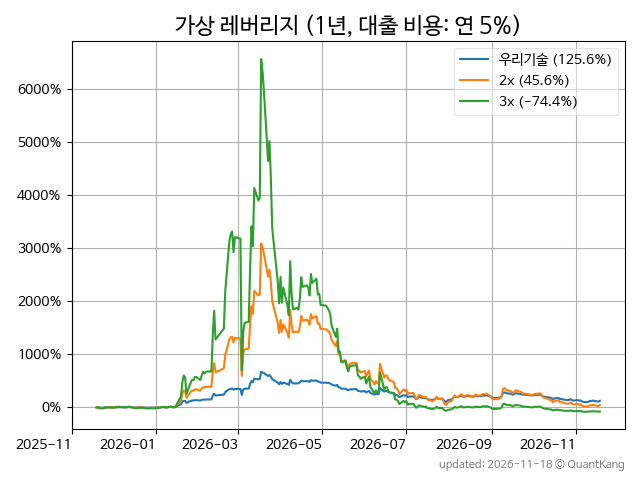 가상 레버리지 (1년, 대출 비용: 연 5%)
우리기술 (125.6%)
2x (45.6%)
3x (−74.4%)
6000%
5000%
4000%
3000%
2000%
1000%
0%
2025-11 2026-01 2026-03 2026-05 2026-07 2026-09 2026-11
updated: 2026-11-18 © QuantKang